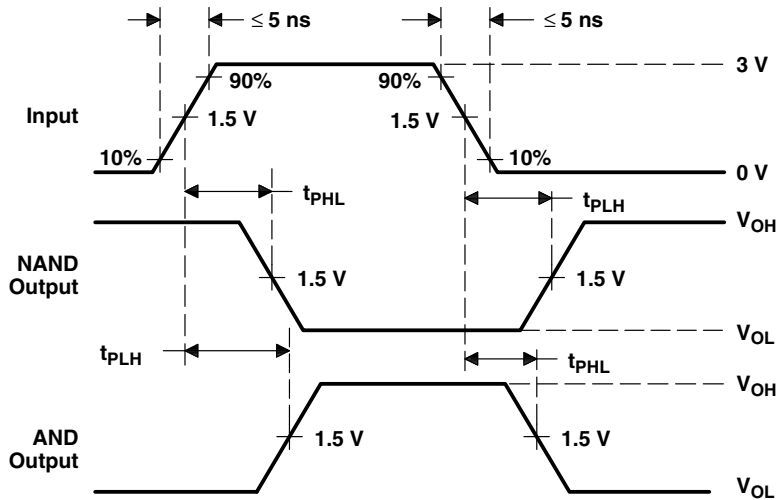 ≤ 5 ns
≤ 5 ns
3 V
90%
90%
Input
1.5 V
1.5 V
10%
10%
0 V
tPHL
tPLH
VOH
NAND
Output
1.5 V
1.5 V
VOL
tPLH
tPHL
VOH
AND
Output
1.5 V
1.5 V
VOL